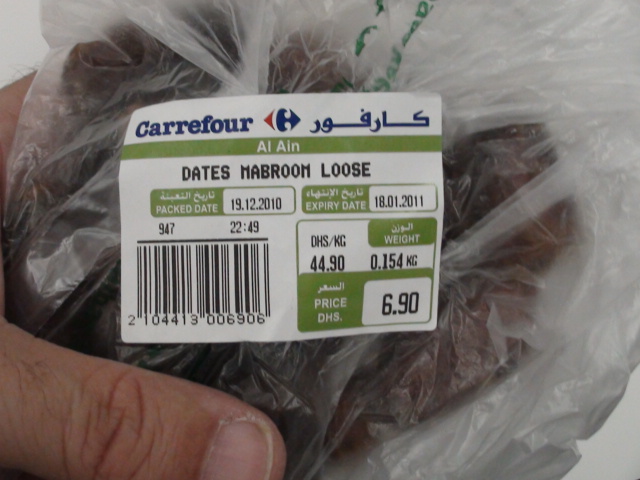 Carrefour كارفور
Al Ain
DATES MABROOM LOOSE
تاريخ التعبئة
PACKED DATE 19.12.2010
تاريخ الإنتهاء
EXPIRY DATE 18.01.2011
947 22:49
DHS/KG
44.90
الوزن
WEIGHT
0.154 KG
السعر
PRICE
DHS.
6.90
2 104413 006906